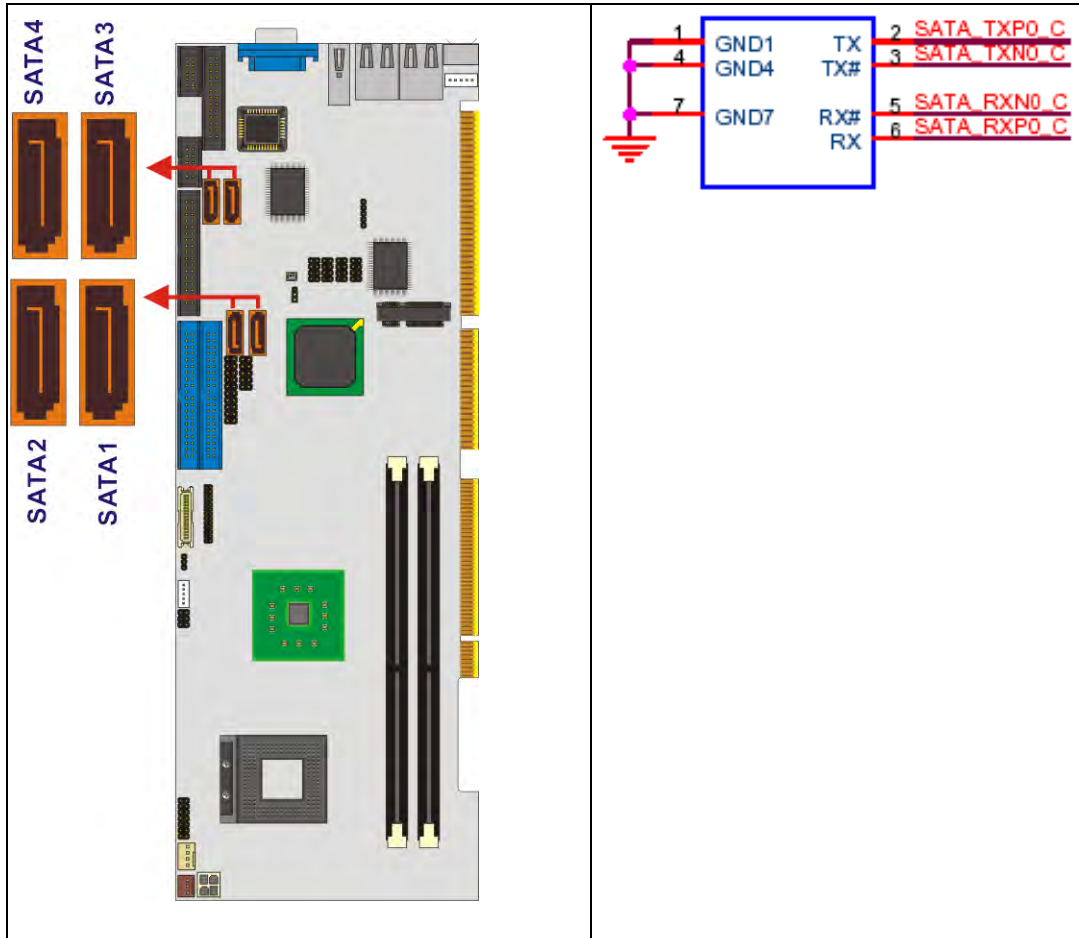 SATA4
SATA3
SATA2
SATA1
1 GND1 TX 2 SATA_TXP0_C
4 GND4 TX# 3 SATA_TXN0_C
7 GND7 RX# 5 SATA_RXN0_C
RX 6 SATA_RXP0_C